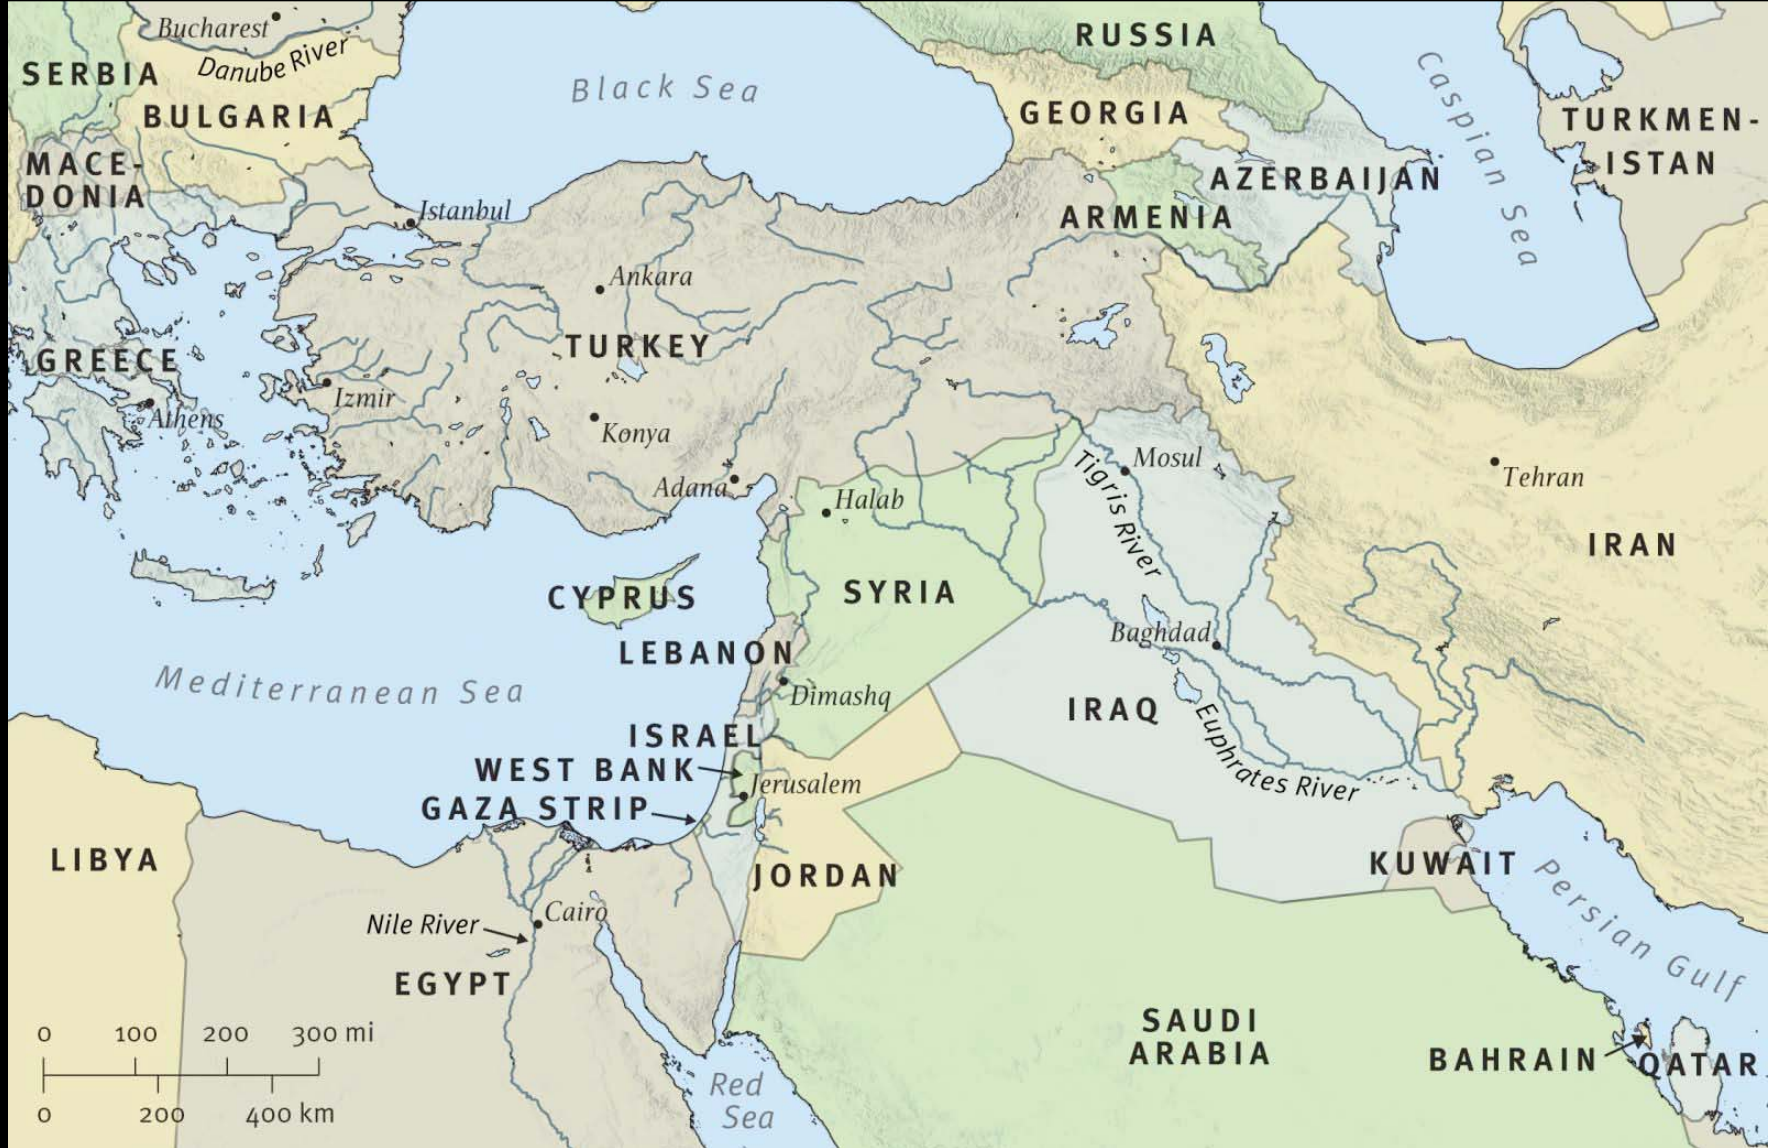 Bucharest
RUSSIA
SERBIA
Danube River
BULGARIA
Black Sea
GEORGIA
Caspian Sea
TURKMEN-
ISTAN
MACE-
DONIA
AZERBAIJAN
Istanbul
ARMENIA
Ankara
TURKEY
GREECE
Izmir
Athens
Konya
Mosul
Tehran
Adana
Halab
Tigris River
IRAN
CYPRUS
SYRIA
Baghdad
LEBANON
Mediterranean Sea
Dimashq
IRAQ
ISRAEL
WEST BANK
Jerusalem
Euphrates River
GAZA STRIP
LIBYA
JORDAN
KUWAIT
Persian Gulf
Cairo
Nile River
EGYPT
SAUDI
ARABIA
BAHRAIN
QATAR
Red
Sea
0 100 200 300 mi
0 200 400 km